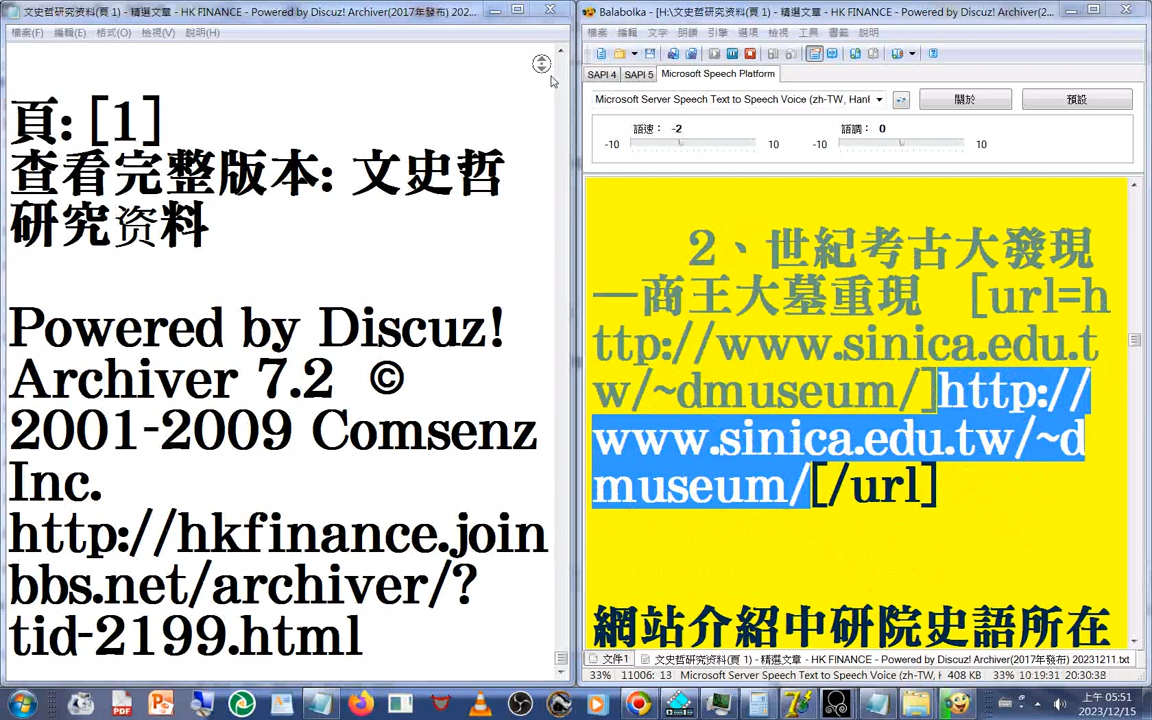 文史哲研究资料(頁 1) - 精選文章 - HK FINANCE - Powered by Discuz! Archiver(2017年發布) 202...
檔案(F) 編輯(E) 格式(O) 檢視(V) 說明(H)
頁: [1]
查看完整版本: 文史哲
研究资料
Powered by Discuz!
Archiver 7.2 ©
2001-2009 Comsenz
Inc.
http://hkfinance.join
bbs.net/archiver/?
tid-2199.html
Balabolka - [H:\文史哲研究资料(頁 1) - 精選文章 - HK FINANCE - Powered by Discuz! Archiver(2...
檔案 編輯 文字 朗讀 引擎 選項 檢視 工具 書籤 說明
SAPI 4 SAPI 5 Microsoft Speech Platform
Microsoft Server Speech Text to Speech Voice (zh-TW, Hanl 關於 預設
語速： -2 語調： 0
-10 10 -10 10
2、世紀考古大發現
—商王大墓重現 [url=h
ttp://www.sinica.edu.t
w/~dmuseum/]http://
www.sinica.edu.tw/~d
museum/[/url]
網站介紹中研院史語所在
文件1 文史哲研究资料(頁 1) - 精選文章 - HK FINANCE - Powered by Discuz! Archiver(2017年發布) 20231211.txt
33% 11006: 13 Microsoft Server Speech Text to Speech Voice (... 408 KB 33% 10:19:31 20:30:38
上午 05:51
2023/12/15